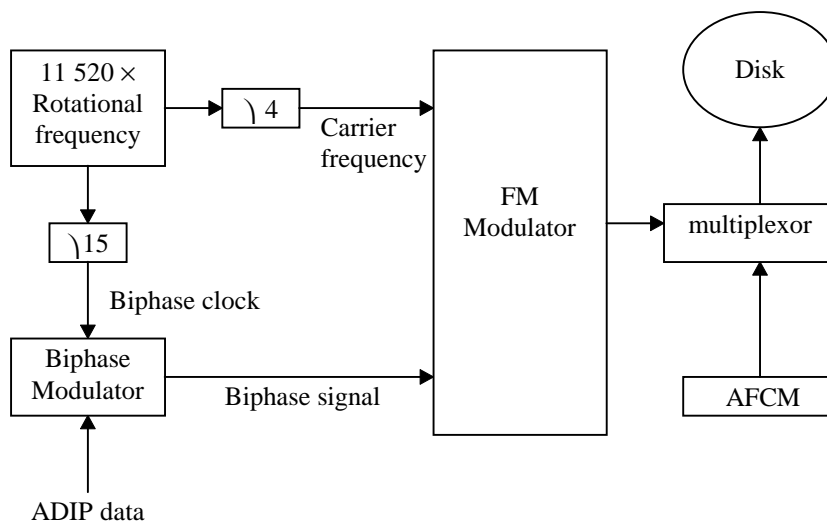 11 520 ×
Rotational
frequency
⟯ 4
Carrier
frequency
Disk
FM
Modulator
multiplexor
⟯15
Biphase clock
Biphase
Modulator
Biphase signal
AFCM
ADIP data